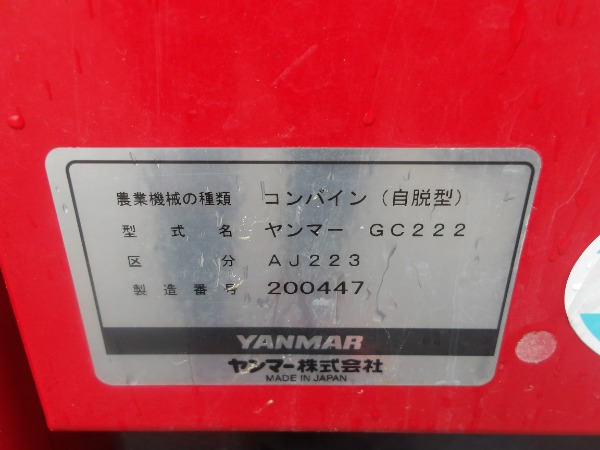 農業機械の種類 コンバイン（自脱型）
型式名 ヤンマー GC222
区分 AJ223
製造番号 200447
YANMAR
ヤンマー株式会社
MADE IN JAPAN